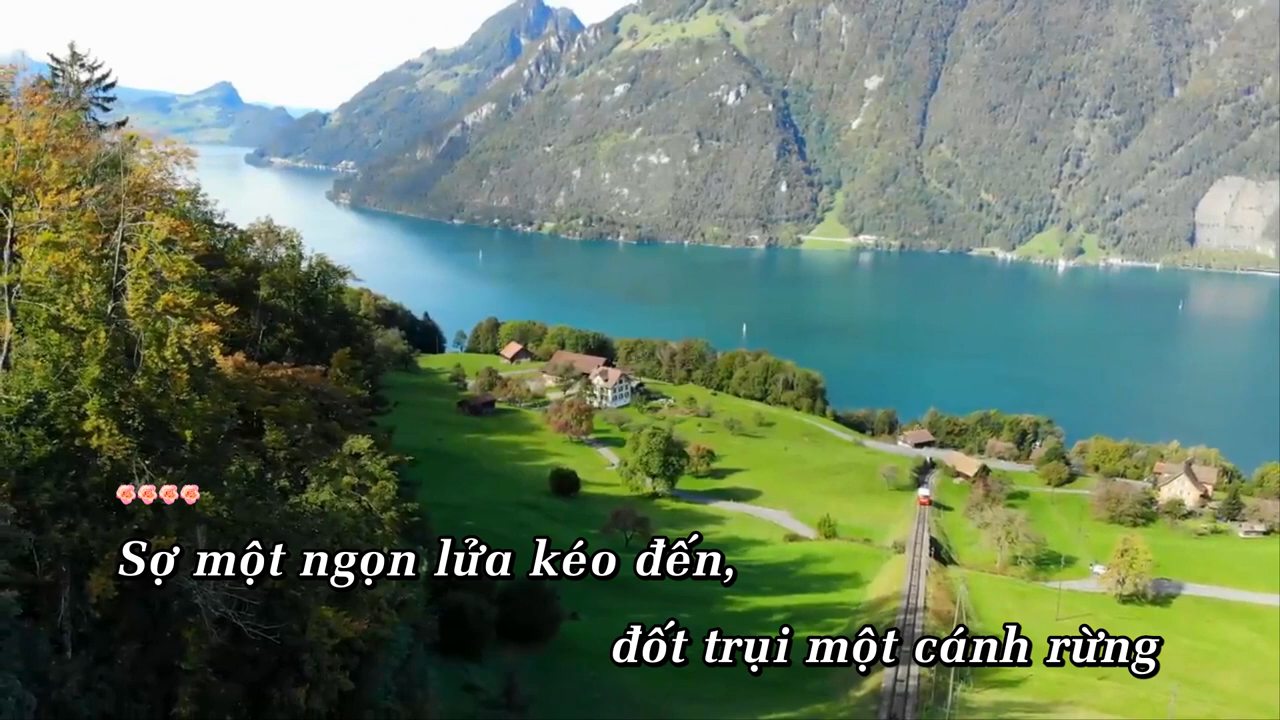 Sợ một ngọn lửa kéo đến,
đốt trụi một cánh rừng